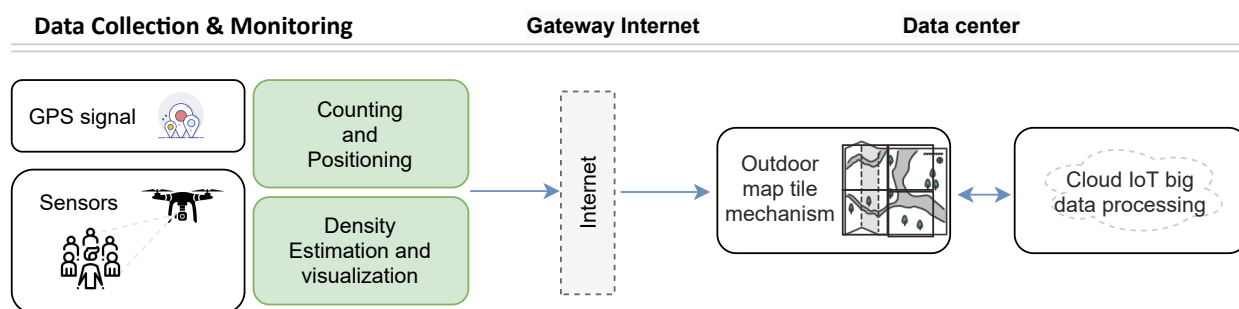 Data Collection & Monitoring
Gateway Internet
Data center
GPS signal
Sensors
Counting
and
Positioning
Density
Estimation and
visualization
Internet
Outdoor
map tile
mechanism
Cloud IoT big
data processing